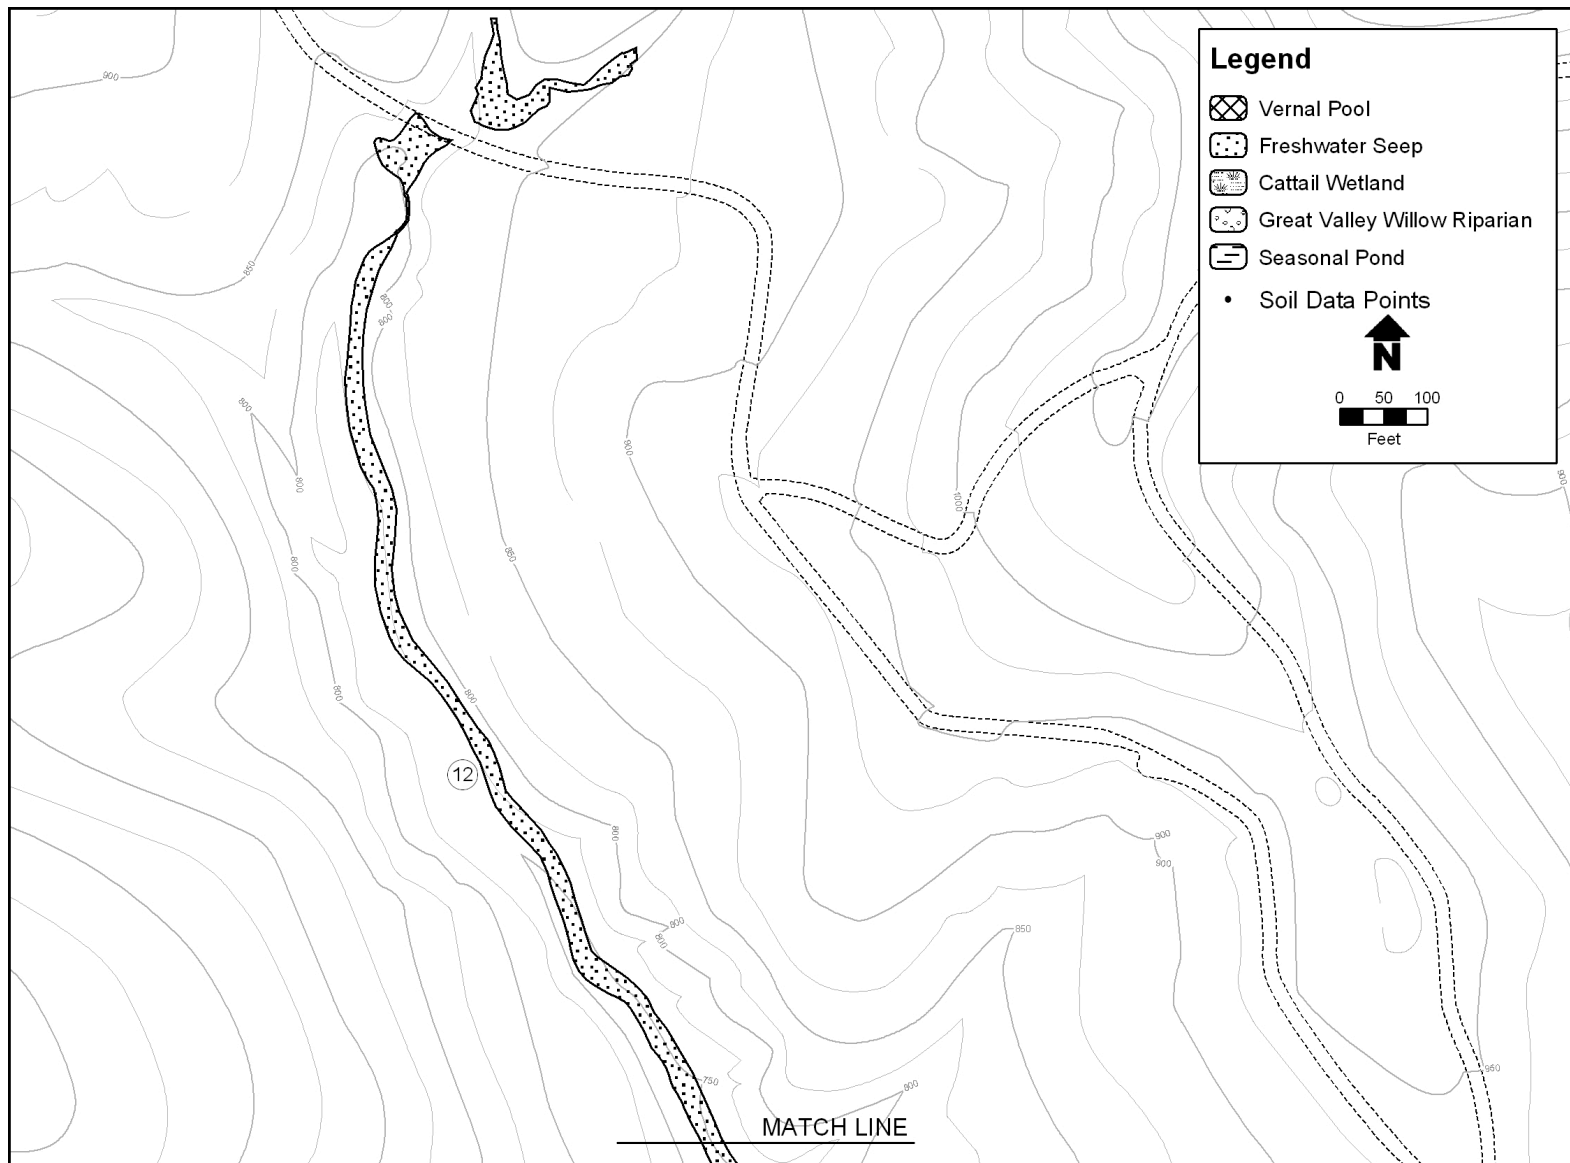 Legend
Vernal Pool
Freshwater Seep
Cattail Wetland
Great Valley Willow Riparian
Seasonal Pond
Soil Data Points
N
0 50 100
Feet
900
850
800
800
800
800
900
1000
900
850
800
800
800
12
800
900
900
800
800
850
750
800
950
MATCH LINE